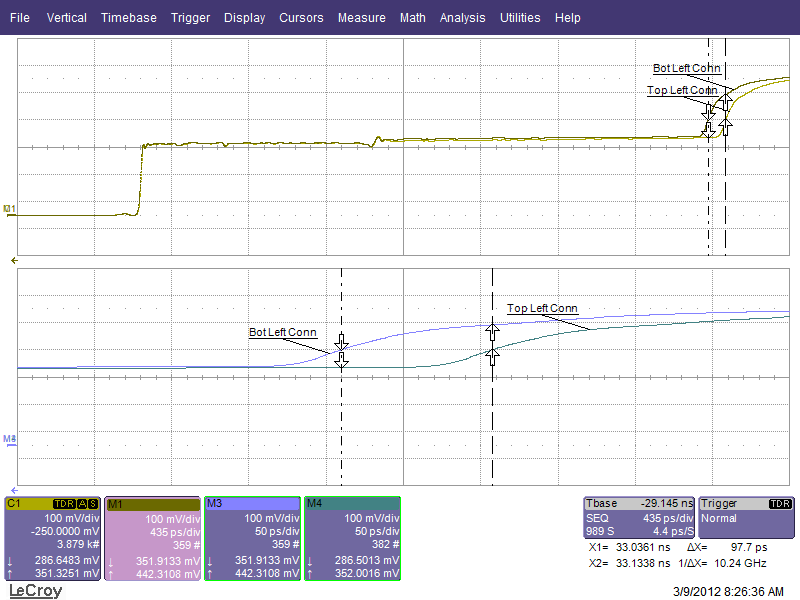 File Vertical Timebase Trigger Display Cursors Measure Math Analysis Utilities Help
Bot Left Conn
Top Left Conn
M1
Top Left Conn
Bot Left Conn
C1 TDR A S
100 mV/div
-250.0000 mV
3.879 k#
↓ 286.6483 mV
↑ 351.3251 mV
M1
100 mV/div
435 ps/div
359 #
↓ 351.9133 mV
↑ 442.3108 mV
M3
100 mV/div
50 ps/div
359 #
↓ 351.9133 mV
↑ 442.3108 mV
M4
100 mV/div
50 ps/div
382 #
↓ 286.5013 mV
↑ 352.0016 mV
Tbase -29.145 ns
SEQ 435 ps/div
989 S 4.4 ps/S
Trigger TDR
Normal
X1= 33.0361 ns ΔX= 97.7 ps
X2= 33.1338 ns 1/ΔX= 10.24 GHz
LeCroy
3/9/2012 8:26:36 AM